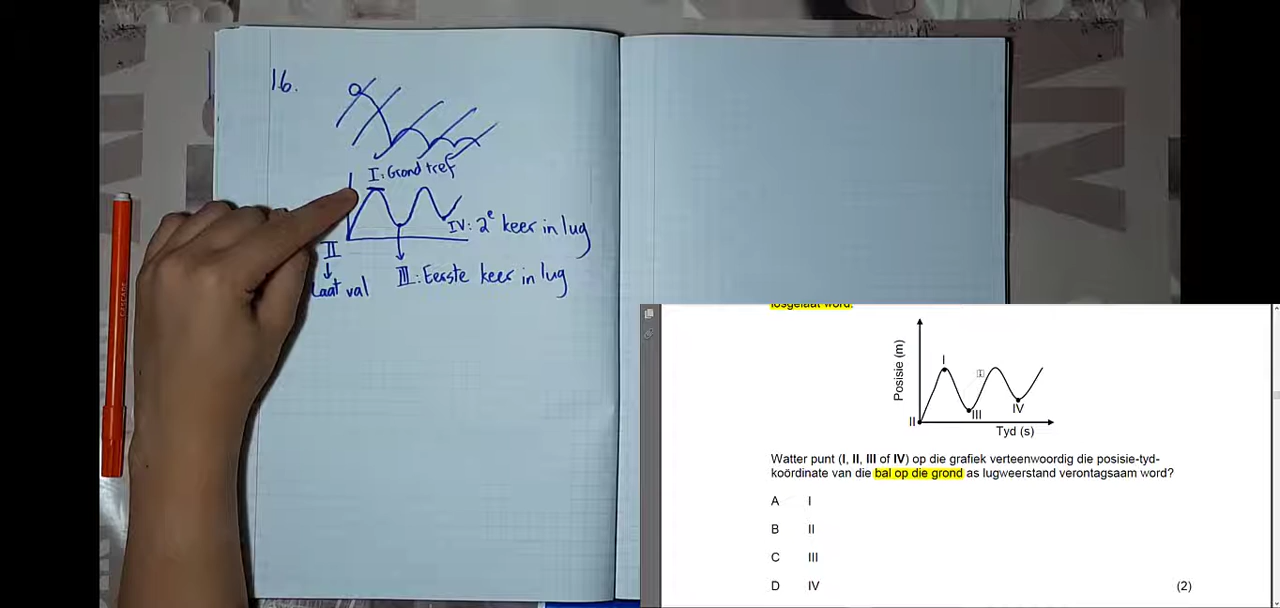 16.
I: Grond tref
IV: 2e keer in lug
II
Laat val
III: Eerste keer in lug
losgelaat word.
Posisie (m)
I
II
III
IV
Tyd (s)
Watter punt (I, II, III of IV) op die grafiek verteenwoordig die posisie-tyd-
koördinate van die bal op die grond as lugweerstand verontagsaam word?
A I
B II
C III
D IV
(2)